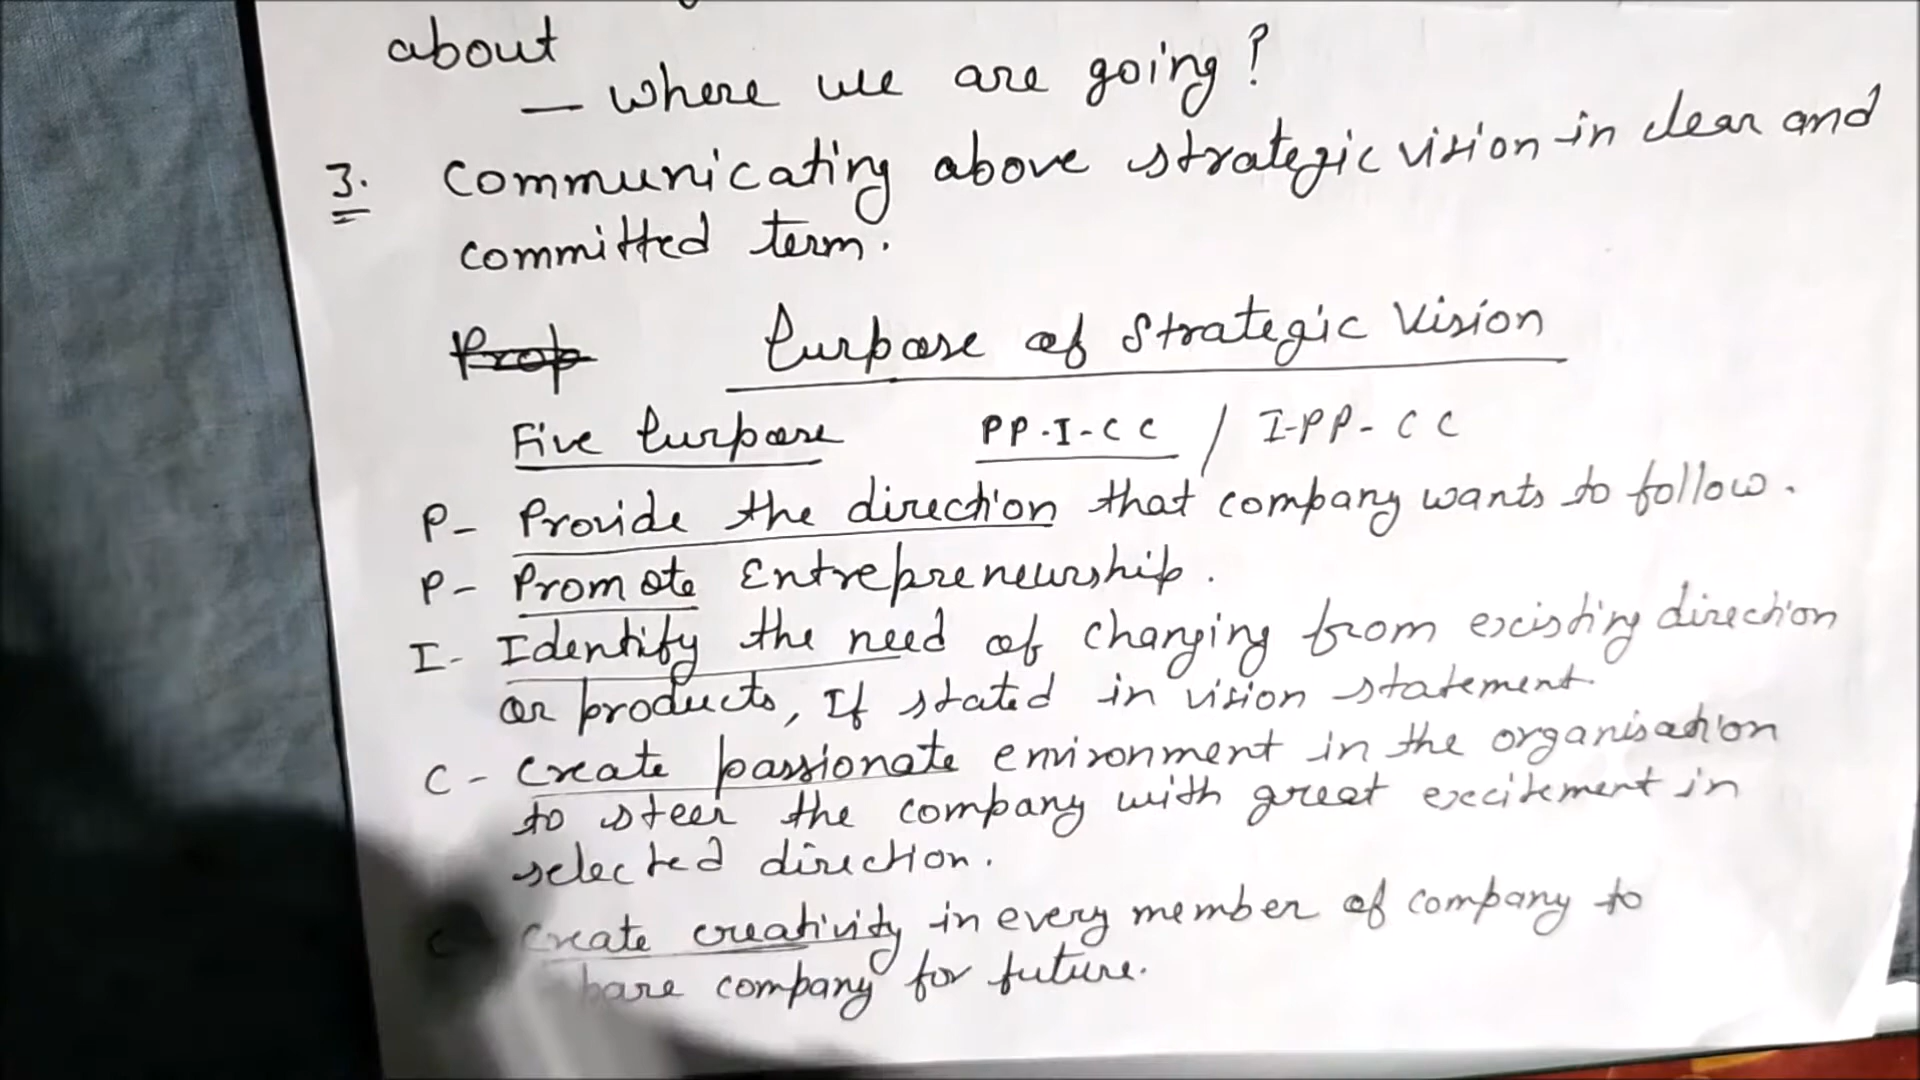 about
— where we are going?
3. Communicating above strategic vision in clear and
committed term.
Purpose of Strategic Vision
Five Purpose PP-I-CC / I-PP-CC
P- Provide the direction that company wants to follow.
P- Promote Entrepreneurship.
I- Identify the need of changing from existing direction
or products, If stated in vision statement.
C- Create passionate environment in the organisation
to steer the company with great excitement in
selected direction.
C Create creativity in every member of company to
company for future.